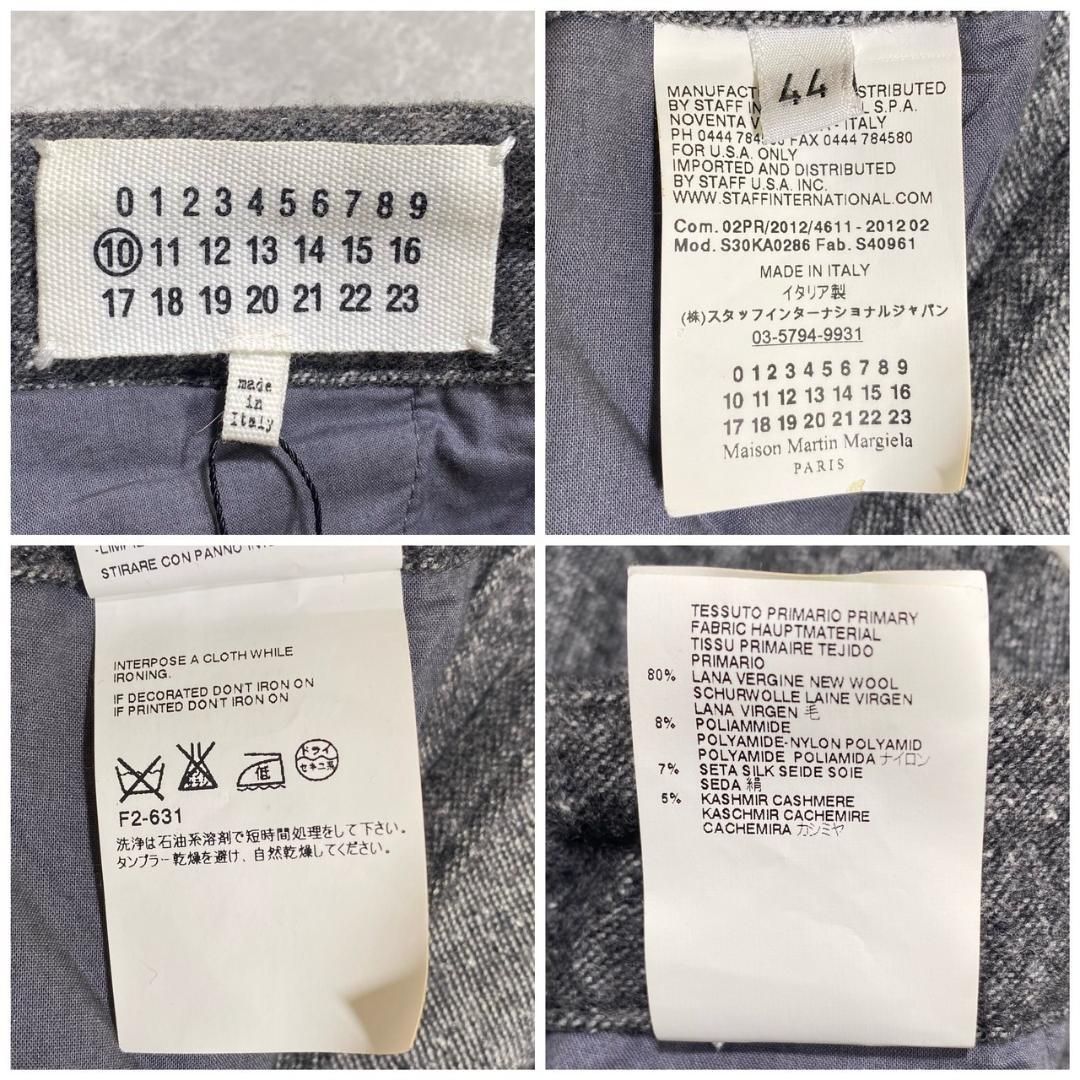 0 1 2 3 4 5 6 7 8 9
10 11 12 13 14 15 16
17 18 19 20 21 22 23
made
in
Italy
44
MANUFACT STRIBUTED
BY STAFF IN L S.P.A.
NOVENTA V - ITALY
PH 0444 784 FAX 0444 784580
FOR U.S.A. ONLY
IMPORTED AND DISTRIBUTED
BY STAFF U.S.A. INC.
WWW.STAFFINTERNATIONAL.COM
Com. 02PR/2012/4611 - 2012 02
Mod. S30KA0286 Fab. S40961
MADE IN ITALY
イタリア製
(株)スタッフインターナショナルジャパン
03-5794-9931
0 1 2 3 4 5 6 7 8 9
10 11 12 13 14 15 16
17 18 19 20 21 22 23
Maison Martin Margiela
PARIS
STIRARE CON PANNO
INTERPOSE A CLOTH WHILE
IRONING.
IF DECORATED DONT IRON ON
IF PRINTED DONT IRON ON
低
ドライ
セキユ系
F2-631
洗浄は石油系溶剤で短時間処理をして下さい。
タンブラー乾燥を避け、自然乾燥してください。
TESSUTO PRIMARIO PRIMARY
FABRIC HAUPTMATERIAL
TISSU PRIMAIRE TEJIDO
PRIMARIO
80% LANA VERGINE NEW WOOL
SCHURWOLLE LAINE VIRGEN
LANA VIRGEN 毛
8% POLIAMMIDE
POLYAMIDE-NYLON POLYAMID
POLYAMIDE POLIAMIDA ナイロン
7% SETA SILK SEIDE SOIE
SEDA 絹
5% KASHMIR CASHMERE
KASCHMIR CACHEMIRE
CACHEMIRA カシミヤ